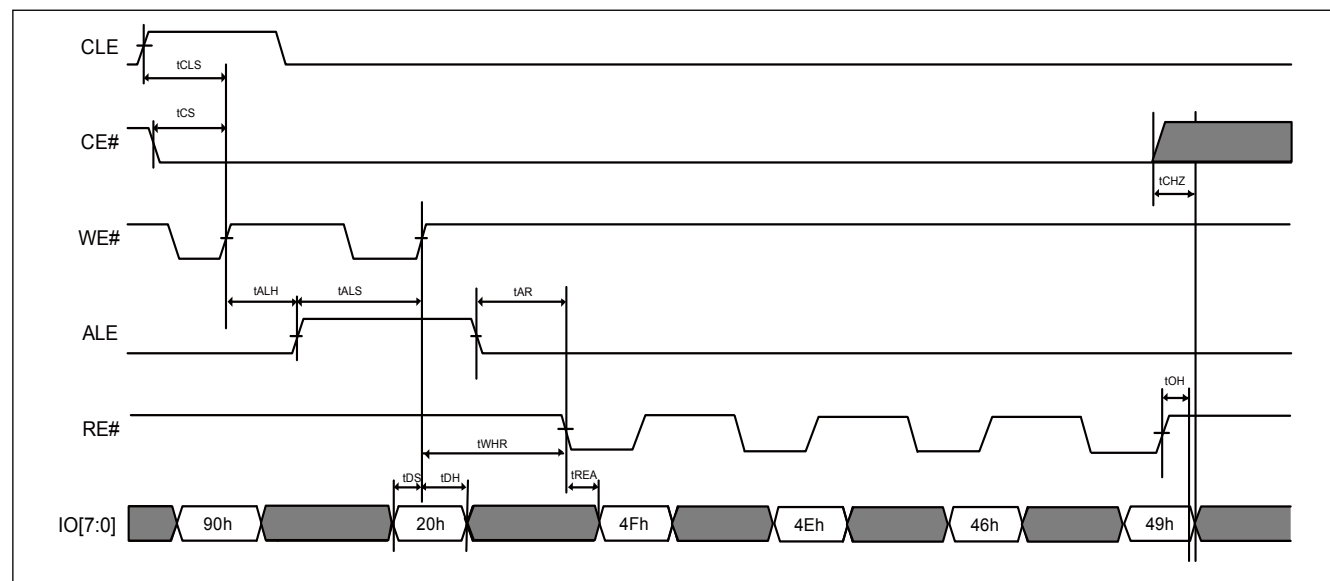 CLE
tCLS
tCS
CE#
tCHZ
WE#
tALH tALS tAR
ALE
tOH
RE#
tWHR
tDS tDH tREA
IO[7:0] 90h 20h 4Fh 4Eh 46h 49h